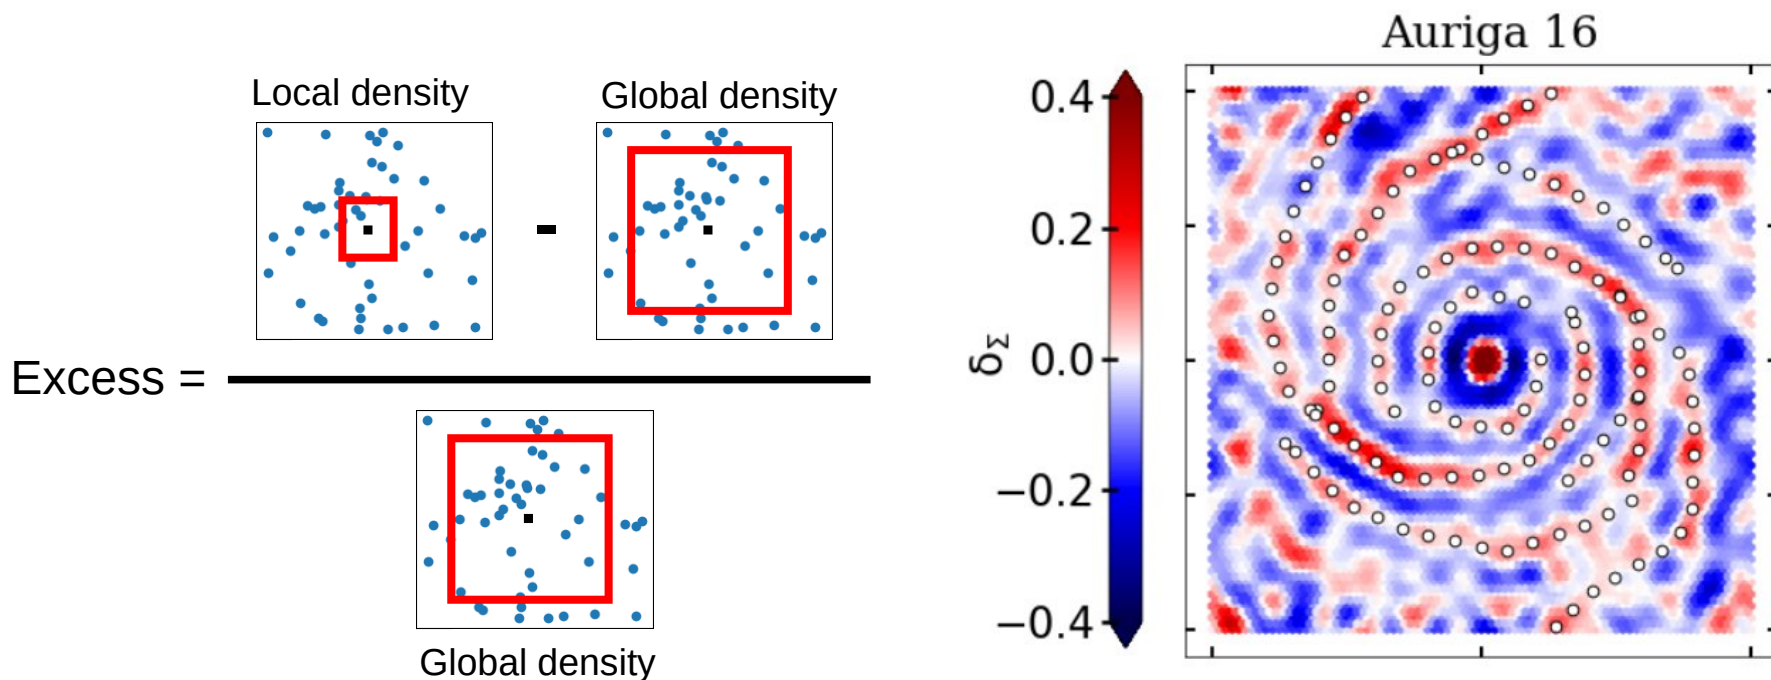 Local density
Global density
-
Excess =
Global density
Auriga 16
0.4
0.2
0.0
−0.2
−0.4
δΣ